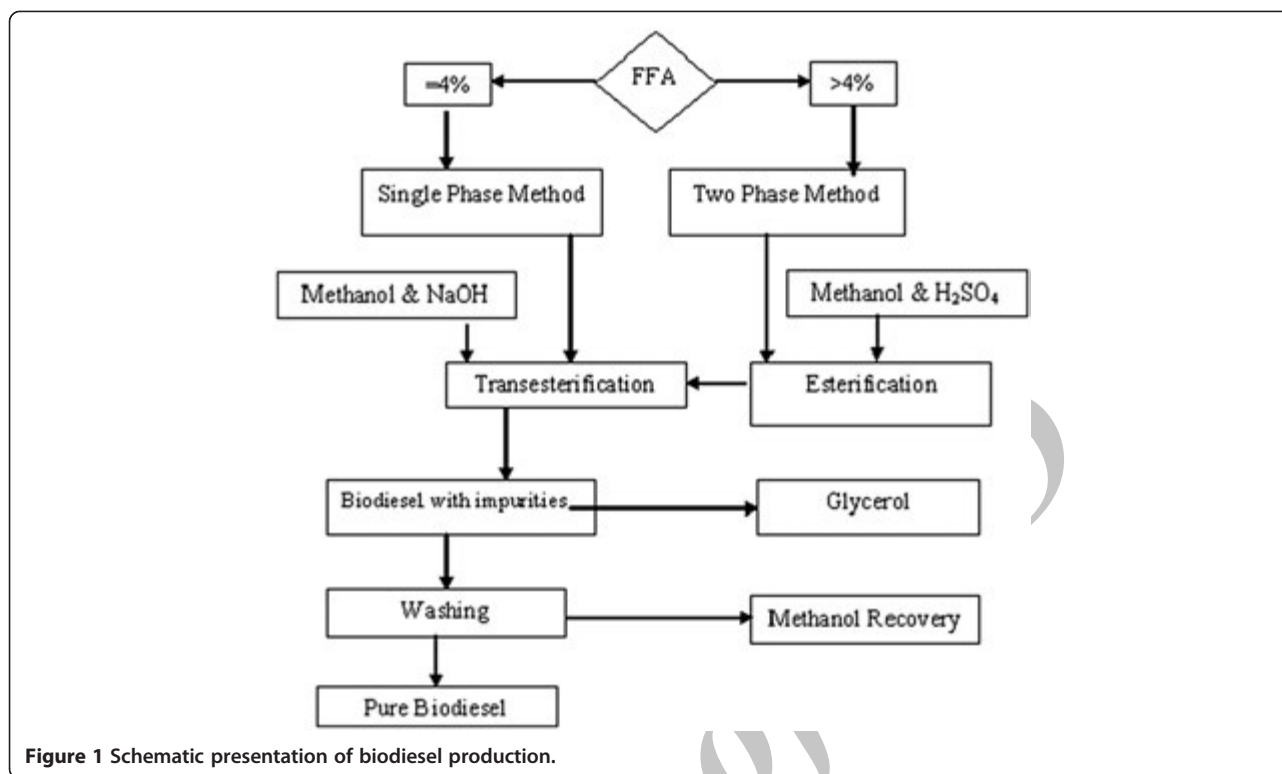 FFA
=4%
>4%
Single Phase Method
Two Phase Method
Methanol & NaOH
Methanol & H₂SO₄
Transesterification
Esterification
Biodiesel with impurities
Glycerol
Washing
Methanol Recovery
Pure Biodiesel
Figure 1 Schematic presentation of biodiesel production.